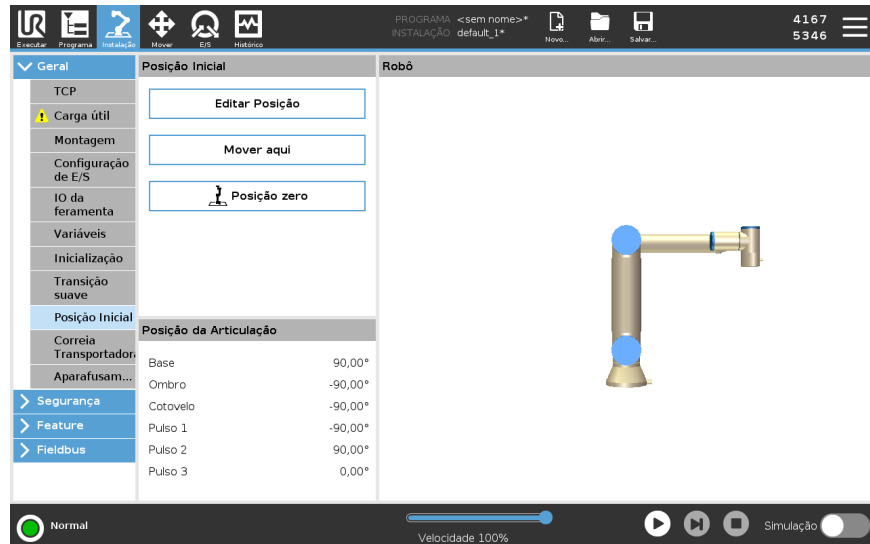 UR
Executar
Programa
Instalação
Mover
E/S
Histórico
PROGRAMA <sem nome>*
INSTALAÇÃO default_1*
Novo...
Abrir...
Salvar...
4167
5346
Geral
TCP
Carga útil
Montagem
Configuração
de E/S
IO da
ferramenta
Variáveis
Inicialização
Transição
suave
Posição Inicial
Correia
Transportador
Aparafusam...
Segurança
Feature
Fieldbus
Posição Inicial
Editar Posição
Mover aqui
Posição zero
Posição da Articulação
Base 90,00°
Ombro -90,00°
Cotovelo -90,00°
Pulso 1 -90,00°
Pulso 2 90,00°
Pulso 3 0,00°
Robô
Normal
Velocidade 100%
Simulação